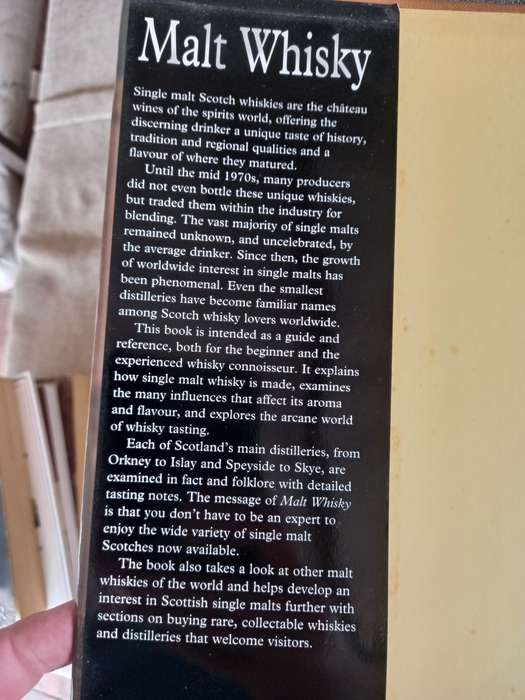 Malt Whisky
Single malt Scotch whiskies are the château
wines of the spirits world, offering the
discerning drinker a unique taste of history,
tradition and regional qualities and a
flavour of where they matured.
Until the mid 1970s, many producers
did not even bottle these unique whiskies,
but traded them within the industry for
blending. The vast majority of single malts
remained unknown, and uncelebrated, by
the average drinker. Since then, the growth
of worldwide interest in single malts has
been phenomenal. Even the smallest
distilleries have become familiar names
among Scotch whisky lovers worldwide.
This book is intended as a guide and
reference, both for the beginner and the
experienced whisky connoisseur. It explains
how single malt whisky is made, examines
the many influences that affect its aroma
and flavour, and explores the arcane world
of whisky tasting.
Each of Scotland's main distilleries, from
Orkney to Islay and Speyside to Skye, are
examined in fact and folklore with detailed
tasting notes. The message of Malt Whisky
is that you don't have to be an expert to
enjoy the wide variety of single malt
Scotches now available.
The book also takes a look at other malt
whiskies of the world and helps develop an
interest in Scottish single malts further with
sections on buying rare, collectable whiskies
and distilleries that welcome visitors.